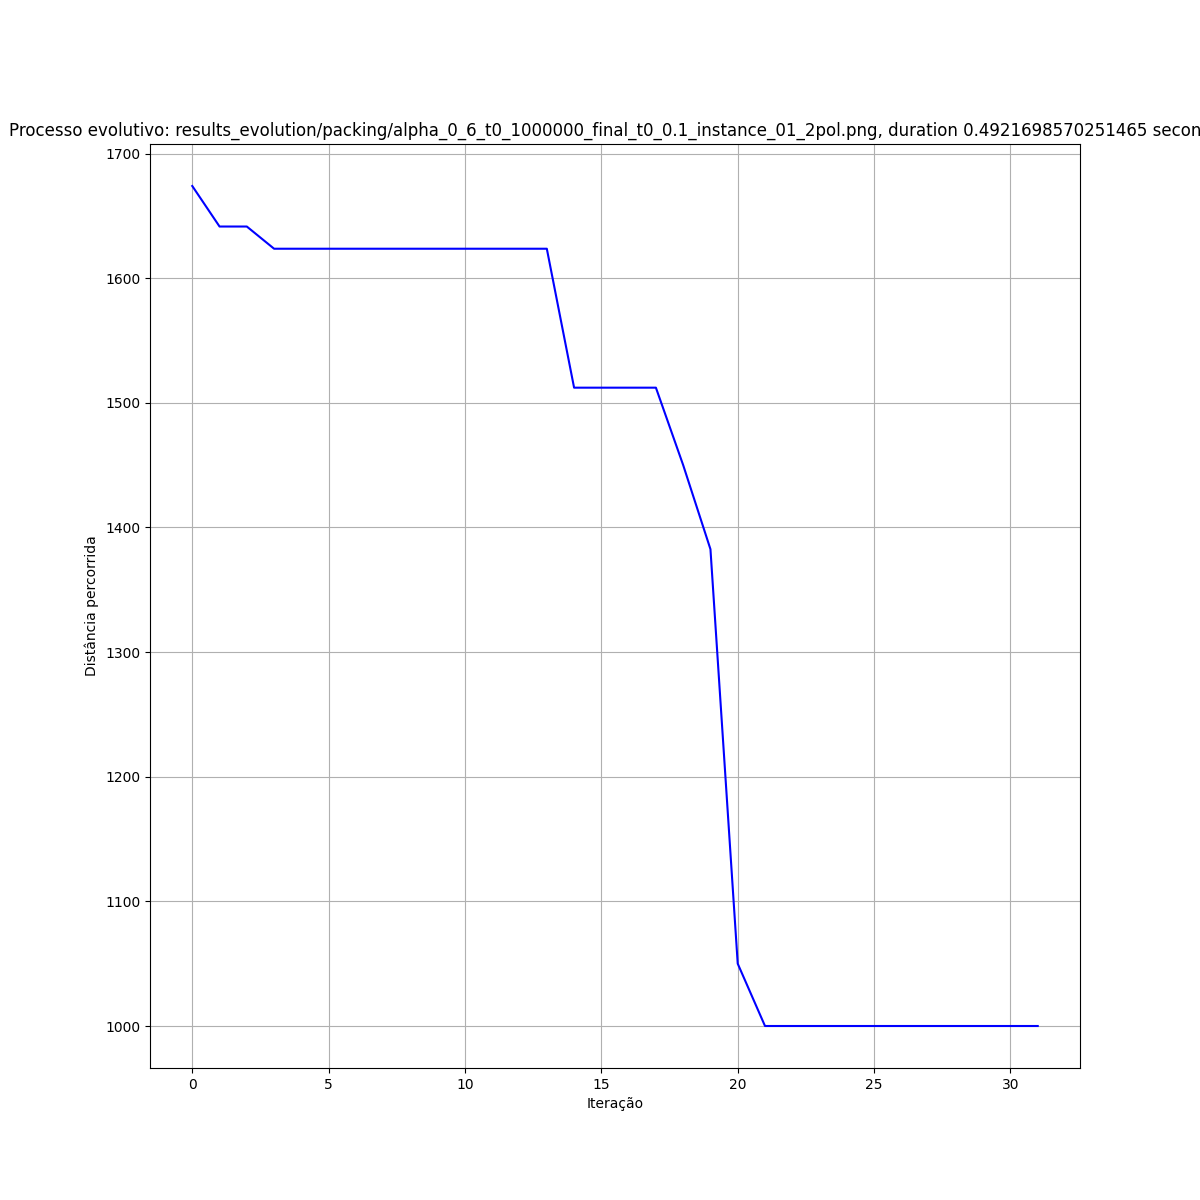 Processo evolutivo: results_evolution/packing/alpha_0_6_t0_1000000_final_t0_0.1_instance_01_2pol.png, duration 0.4921698570251465 secon
1700
1600
1500
1400
1300
1200
1100
1000
Distância percorrida
0 5 10 15 20 25 30
Iteração